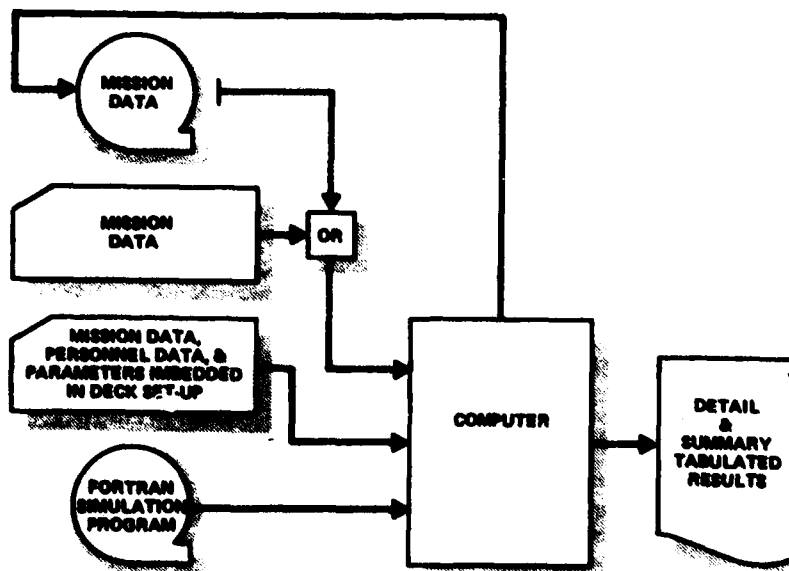 MISSION
DATA
MISSION
DATA
OR
MISSION DATA,
PERSONNEL DATA, &
PARAMETERS IMBEDDED
IN DECK SET-UP
COMPUTER
DETAIL
&
SUMMARY
TABULATED
RESULTS
FORTRAN
SIMULATION
PROGRAM